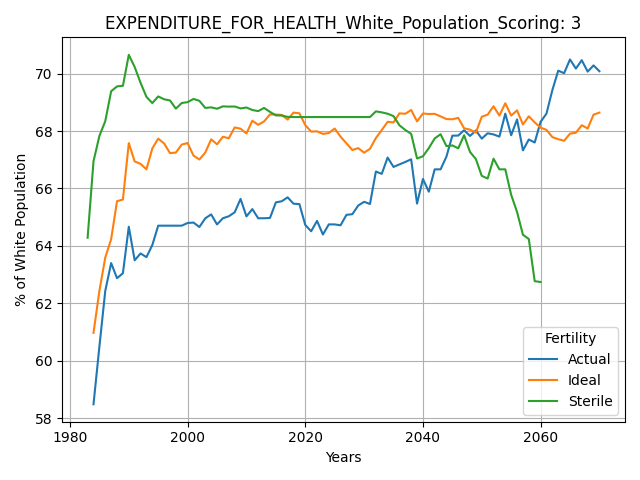 EXPENDITURE_FOR_HEALTH_White_Population_Scoring: 3
% of White Population
70
68
66
64
62
60
58
1980
2000
2020
2040
2060
Years
Fertility
Actual
Ideal
Sterile